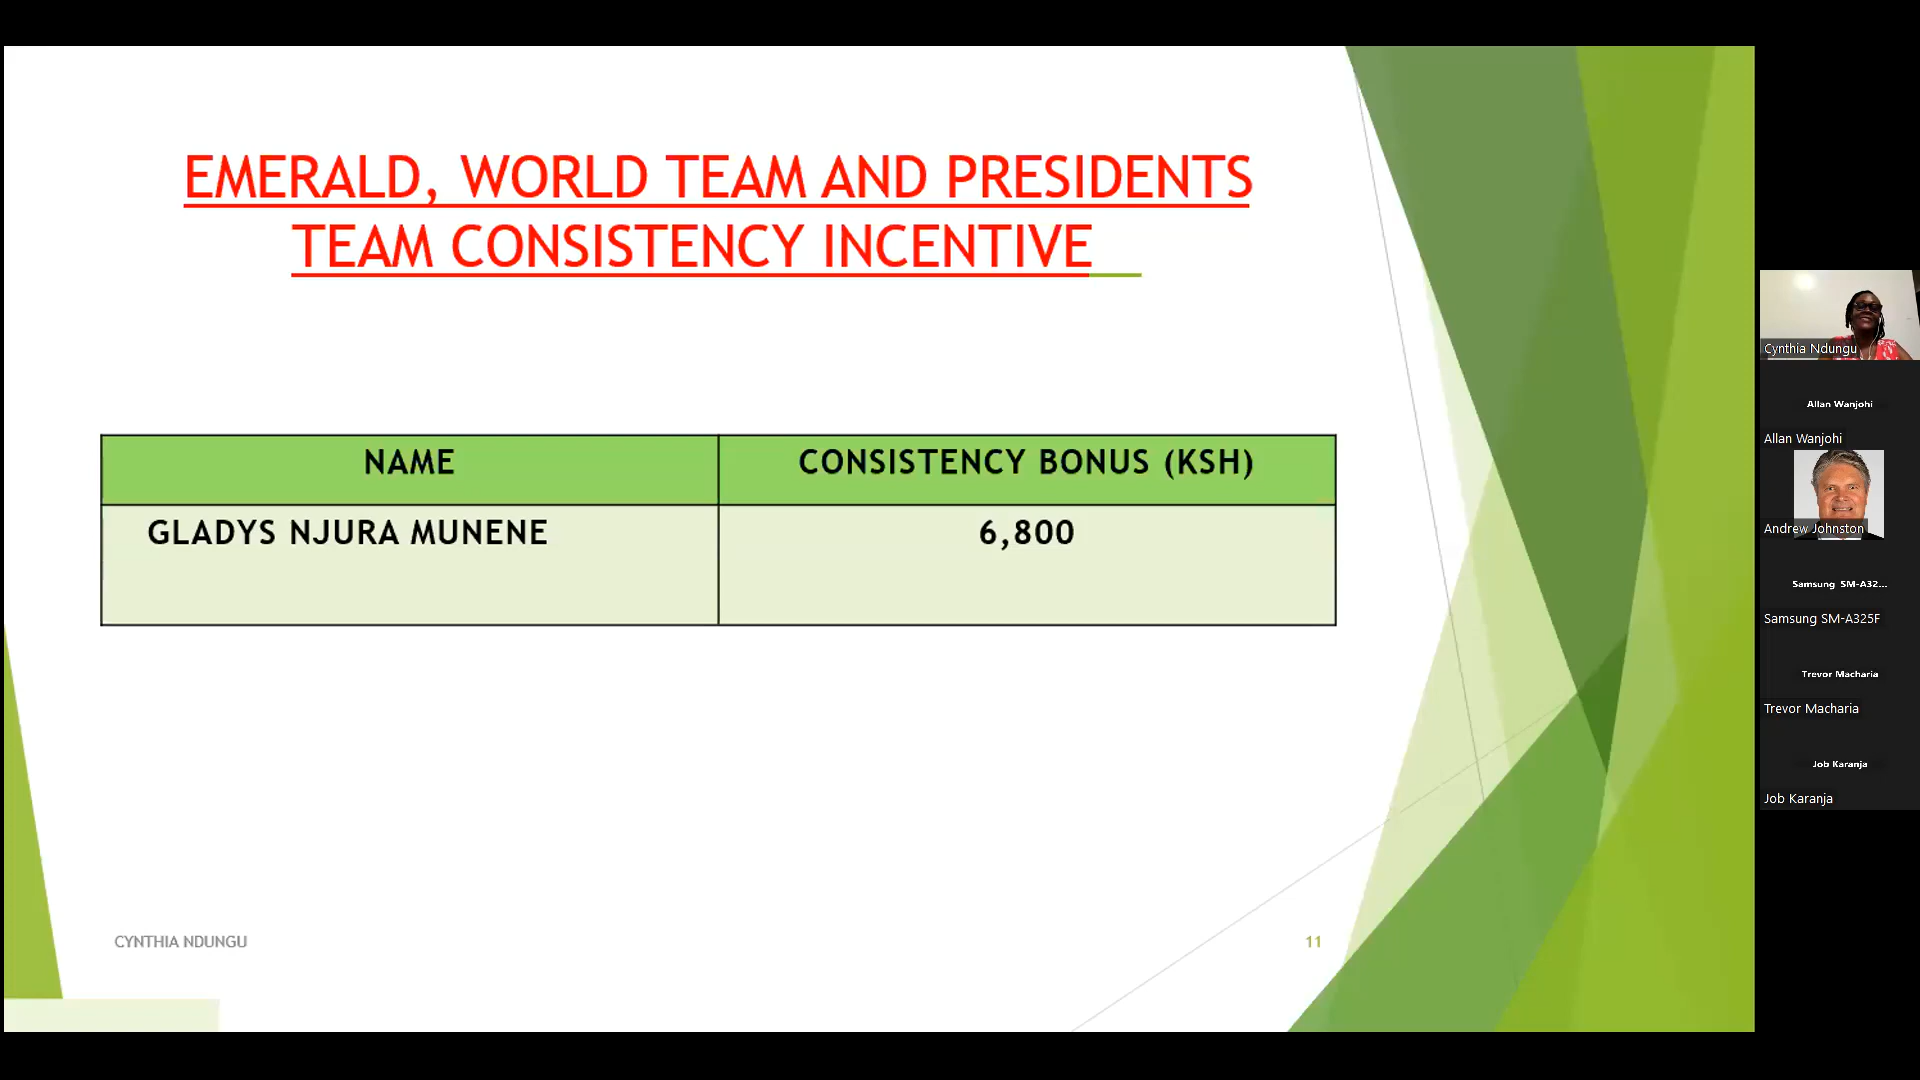 EMERALD, WORLD TEAM AND PRESIDENTS
TEAM CONSISTENCY INCENTIVE
NAME
CONSISTENCY BONUS (KSH)
GLADYS NJURA MUNENE
6,800
CYNTHIA NDUNGU
11
Cynthia Ndungu
Allan Wanjohi
Allan Wanjohi
Andrew Johnston
Samsung SM-A32...
Samsung SM-A325F
Trevor Macharia
Trevor Macharia
Job Karanja
Job Karanja